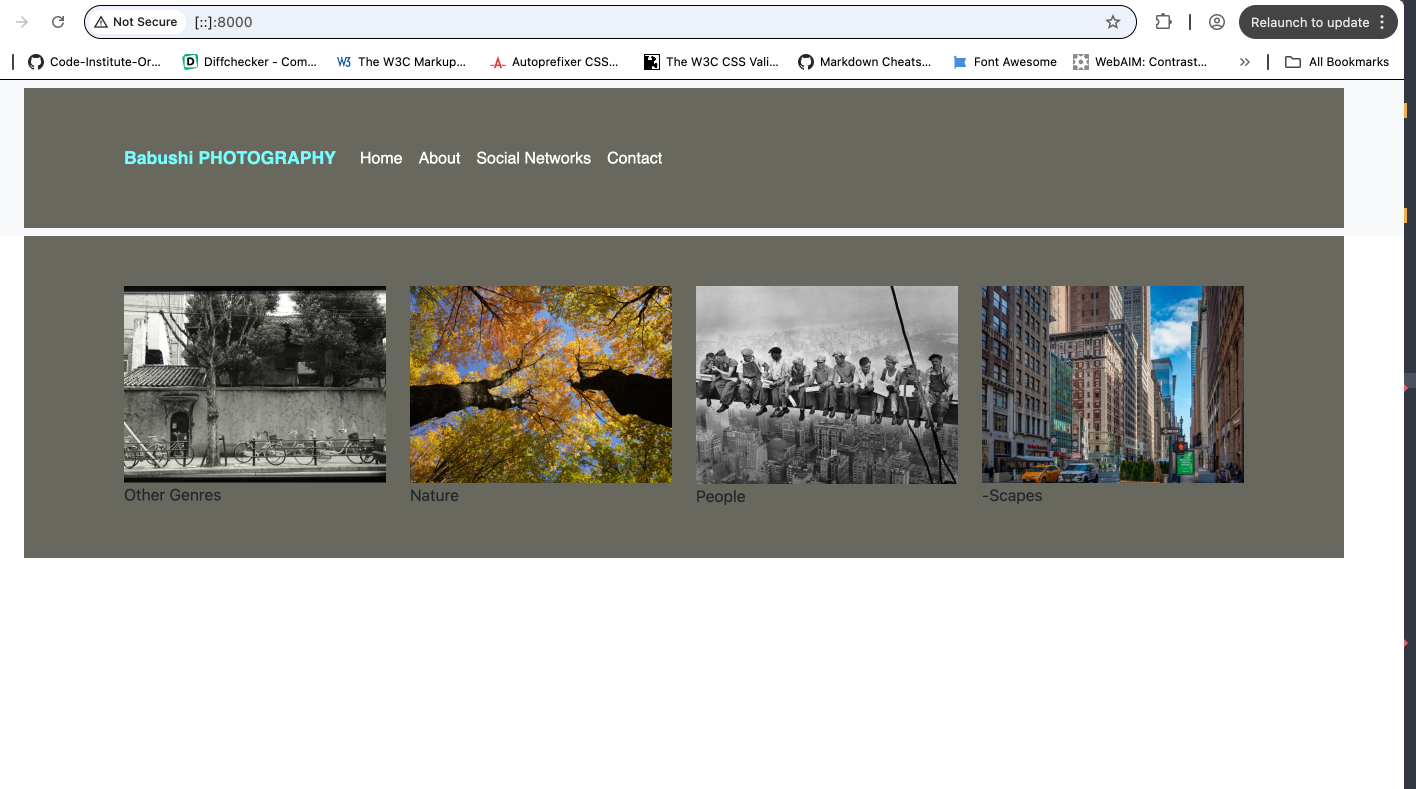 Not Secure [::]:8000 Relaunch to update
Code-Institute-Or... Diffchecker - Com... The W3C Markup... Autoprefixer CSS... The W3C CSS Vali... Markdown Cheats... Font Awesome WebAIM: Contrast... All Bookmarks
Babushi PHOTOGRAPHY Home About Social Networks Contact
Other Genres Nature People -Scapes